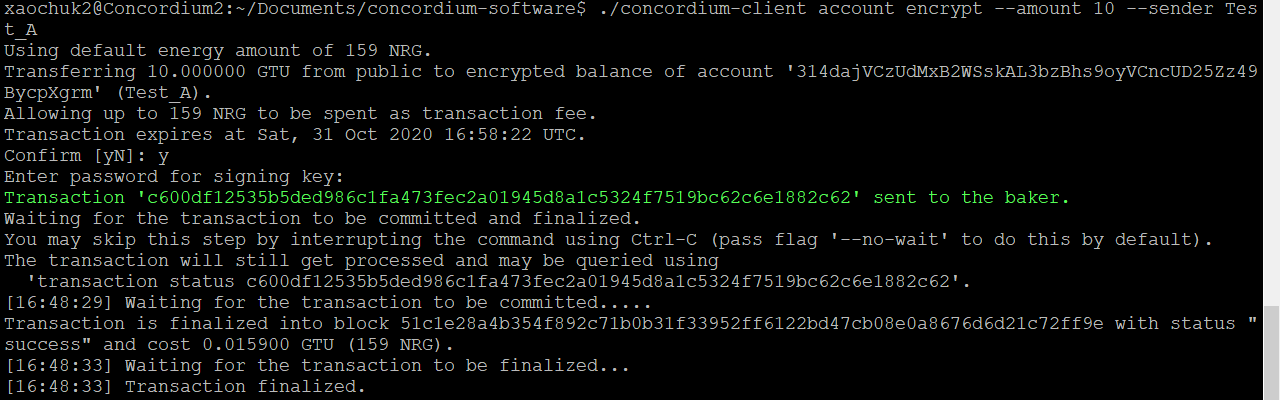 xaochuk2@Concordium2:~/Documents/concordium-software$ ./concordium-client account encrypt --amount 10 --sender Tes
t_A
Using default energy amount of 159 NRG.
Transferring 10.000000 GTU from public to encrypted balance of account '314dajVCzUdMxB2WSskAL3bzBhs9oyVCncUD25Zz49
BycpXgrm' (Test_A).
Allowing up to 159 NRG to be spent as transaction fee.
Transaction expires at Sat, 31 Oct 2020 16:58:22 UTC.
Confirm [yN]: y
Enter password for signing key:
Transaction 'c600df12535b5ded986c1fa473fec2a01945d8a1c5324f7519bc62c6e1882c62' sent to the baker.
Waiting for the transaction to be committed and finalized.
You may skip this step by interrupting the command using Ctrl-C (pass flag '--no-wait' to do this by default).
The transaction will still get processed and may be queried using
  'transaction status c600df12535b5ded986c1fa473fec2a01945d8a1c5324f7519bc62c6e1882c62'.
[16:48:29] Waiting for the transaction to be committed.....
Transaction is finalized into block 51c1e28a4b354f892c71b0b31f33952ff6122bd47cb08e0a8676d6d21c72ff9e with status "
success" and cost 0.015900 GTU (159 NRG).
[16:48:33] Waiting for the transaction to be finalized...
[16:48:33] Transaction finalized.